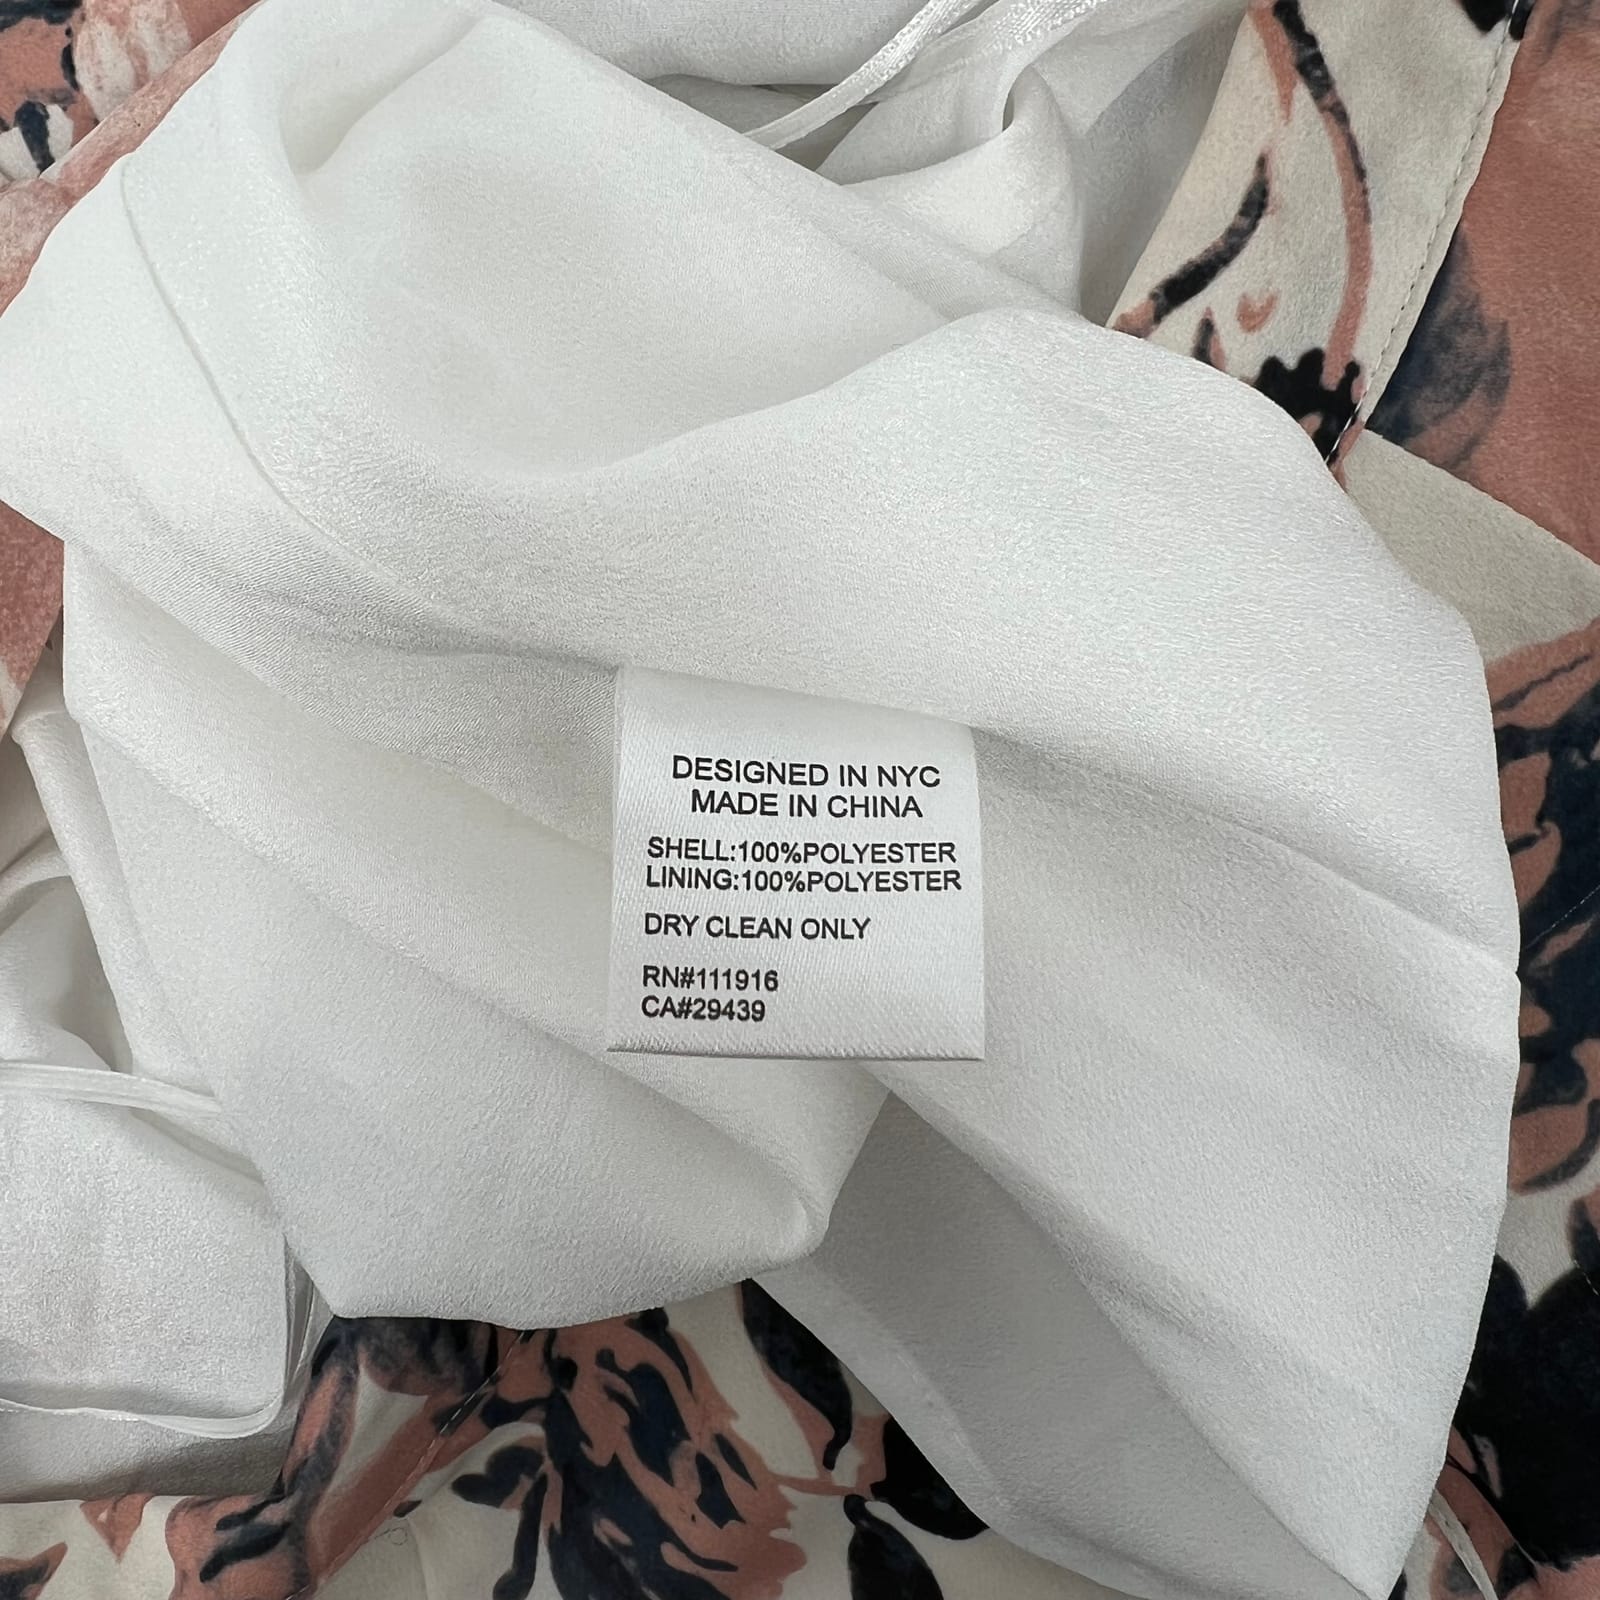 DESIGNED IN NYC
MADE IN CHINA
SHELL:100%POLYESTER
LINING:100%POLYESTER
DRY CLEAN ONLY
RN#111916
CA#29439